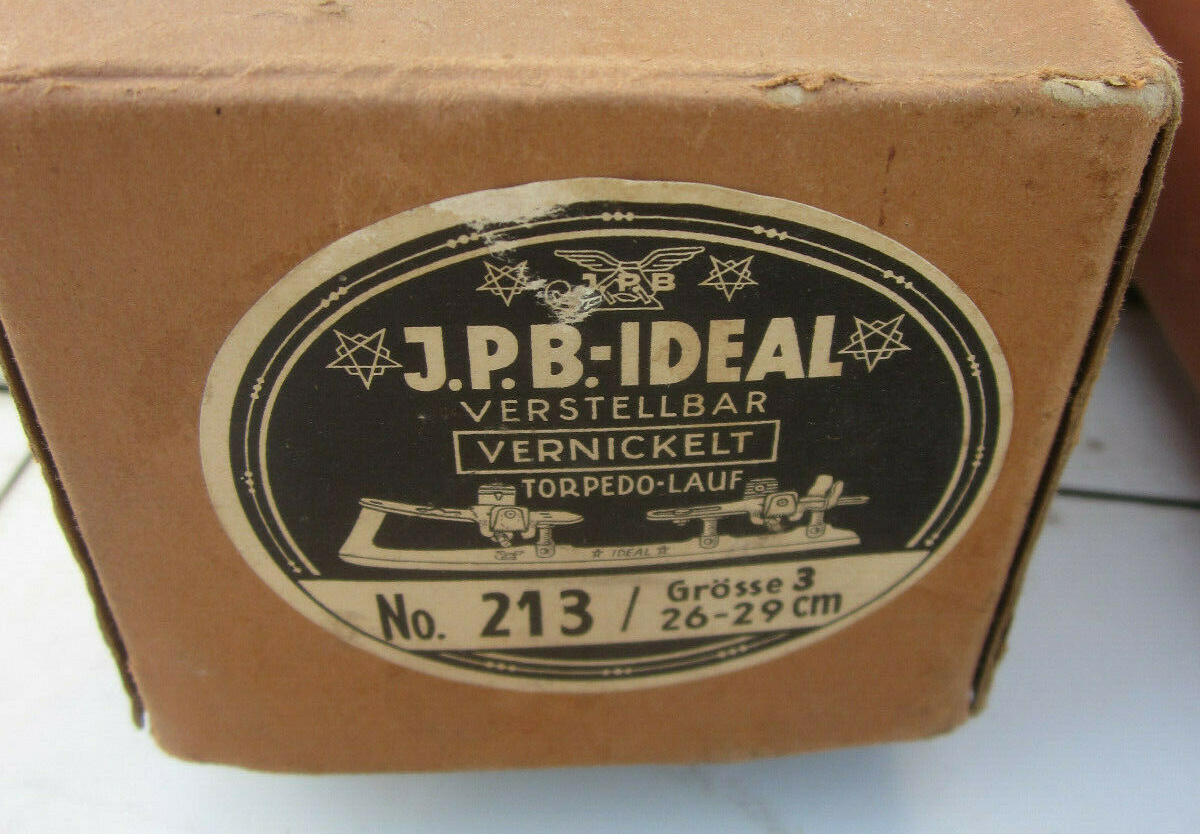 J.P.B
J.P.B.-IDEAL
VERSTELLBAR
VERNICKELT
TORPEDO-LAUF
IDEAL
No. 213 / Grösse 3
26-29 cm